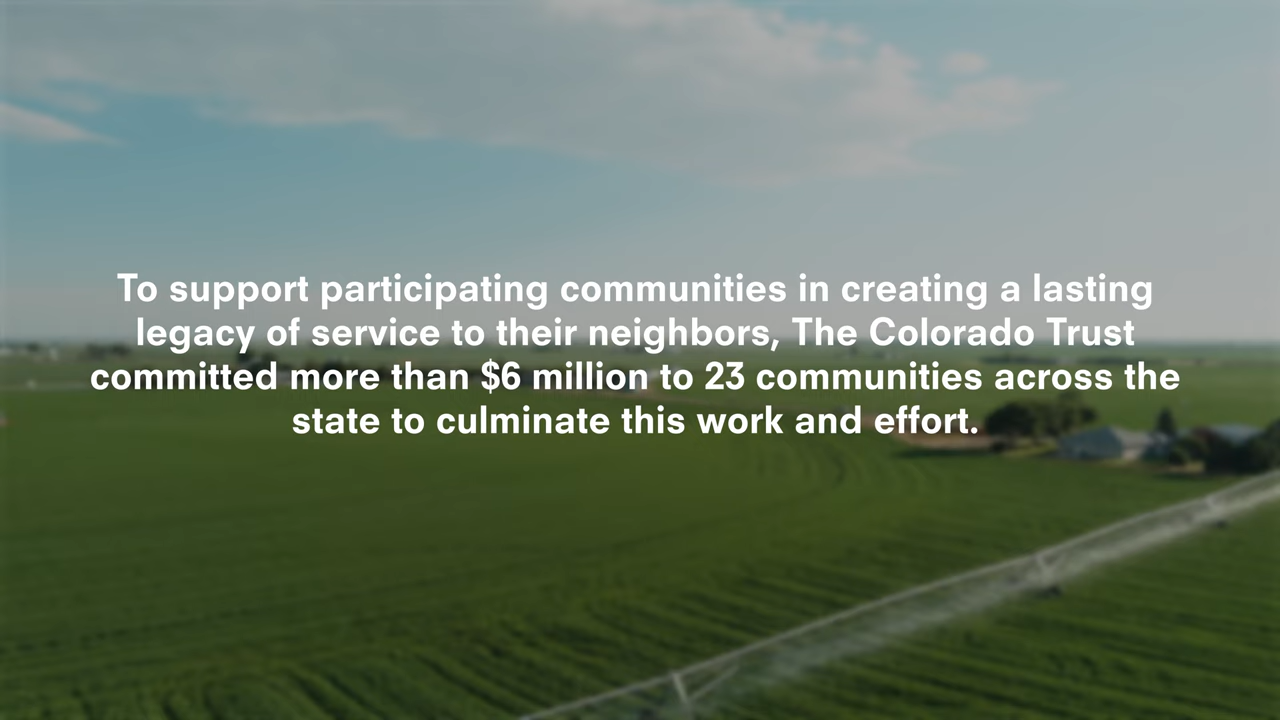 To support participating communities in creating a lasting
legacy of service to their neighbors, The Colorado Trust
committed more than $6 million to 23 communities across the
state to culminate this work and effort.